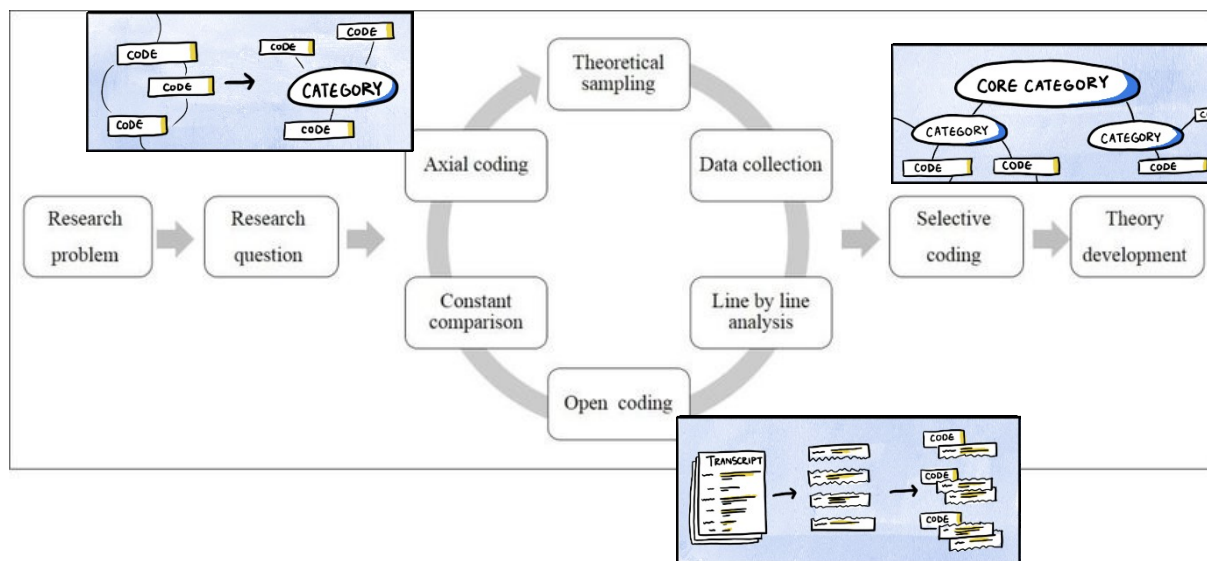 CODE
CODE
CODE
CODE
CODE
CATEGORY
CODE
Theoretical
sampling
CORE CATEGORY
CATEGORY
CATEGORY
CODE
CODE
CODE
Axial coding
Data collection
Research
problem
Research
question
Selective
coding
Theory
development
Constant
comparison
Line by line
analysis
Open coding
TRANSCRIPT
CODE
CODE
CODE